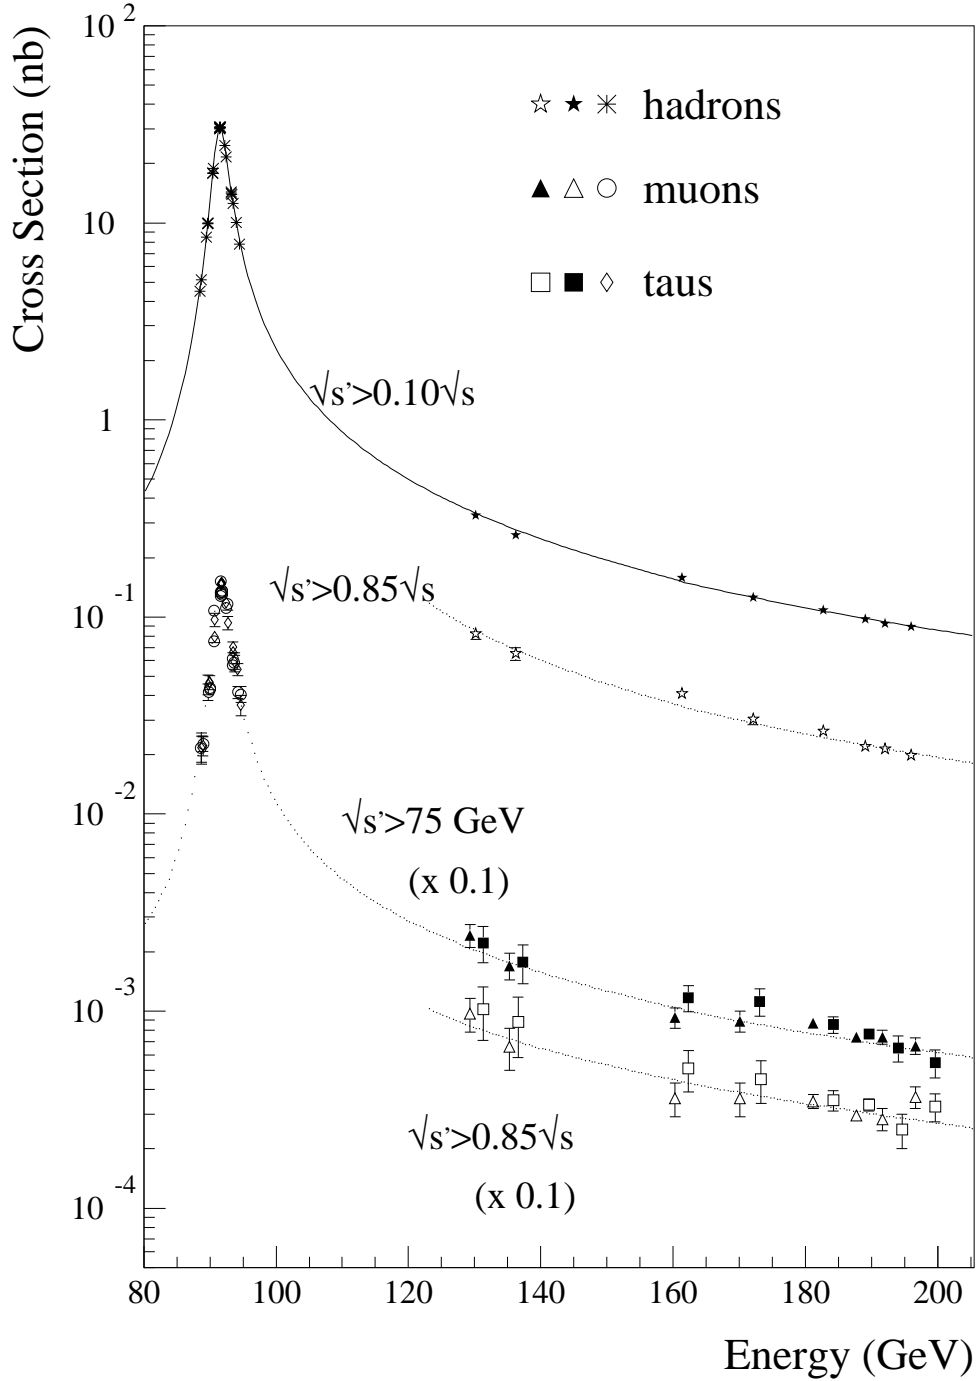 Cross Section (nb)
10 2
10
1
10 -1
10 -2
10 -3
10 -4
hadrons
muons
taus
√s'>0.10√s
√s'>0.85√s
√s'>75 GeV
(x 0.1)
√s'>0.85√s
(x 0.1)
80 100 120 140 160 180 200
Energy (GeV)